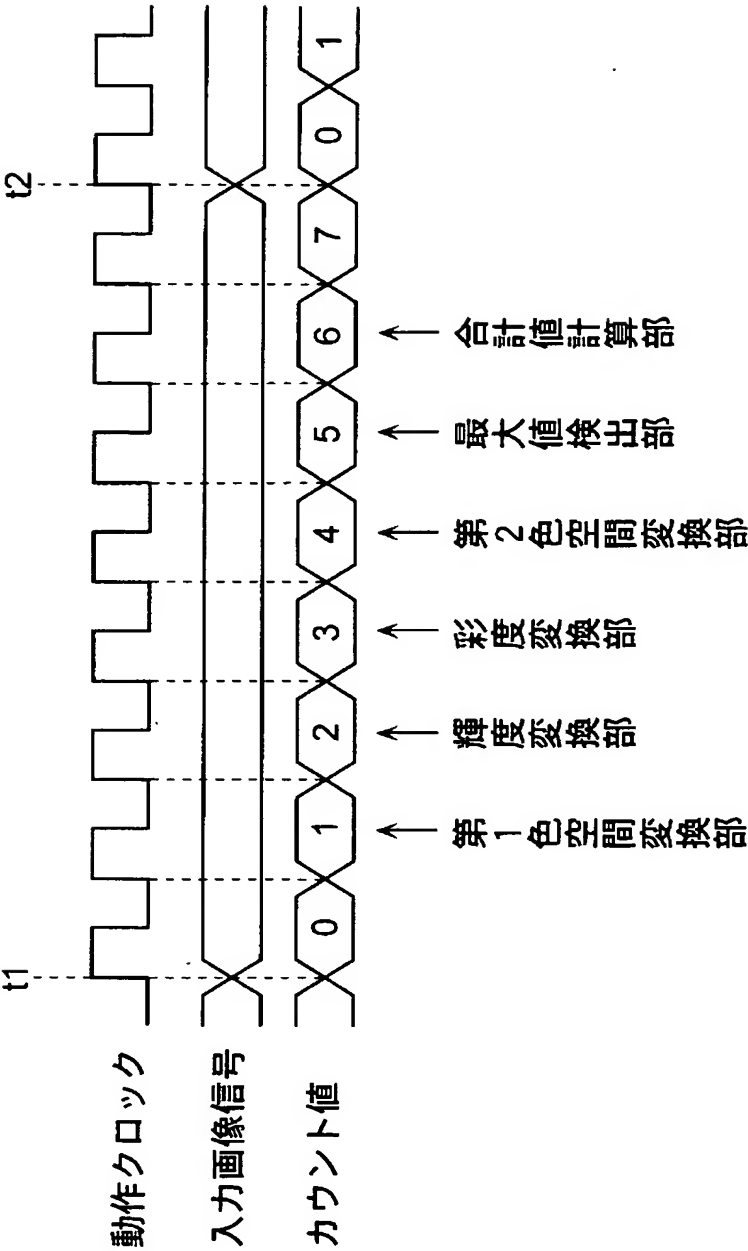 t1
t2
動作クロック
入力画像信号
カウント値
0
1
2
3
4
5
6
7
0
1
第1色空間変換部
輝度変換部
彩度変換部
第2色空間変換部
最大値検出部
合計値計算部